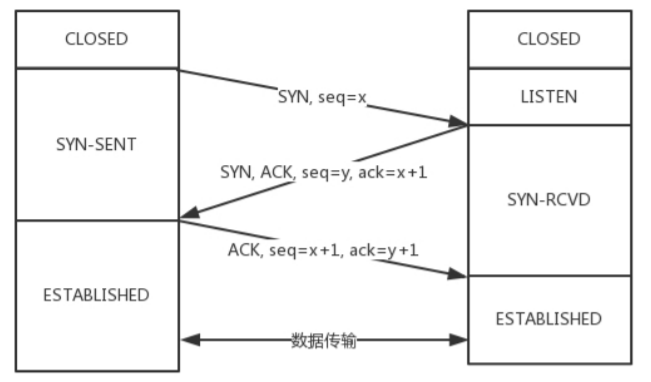 CLOSED
CLOSED
SYN, seq=x
LISTEN
SYN-SENT
SYN, ACK, seq=y, ack=x+1
SYN-RCVD
ACK, seq=x+1, ack=y+1
ESTABLISHED
ESTABLISHED
数据传输